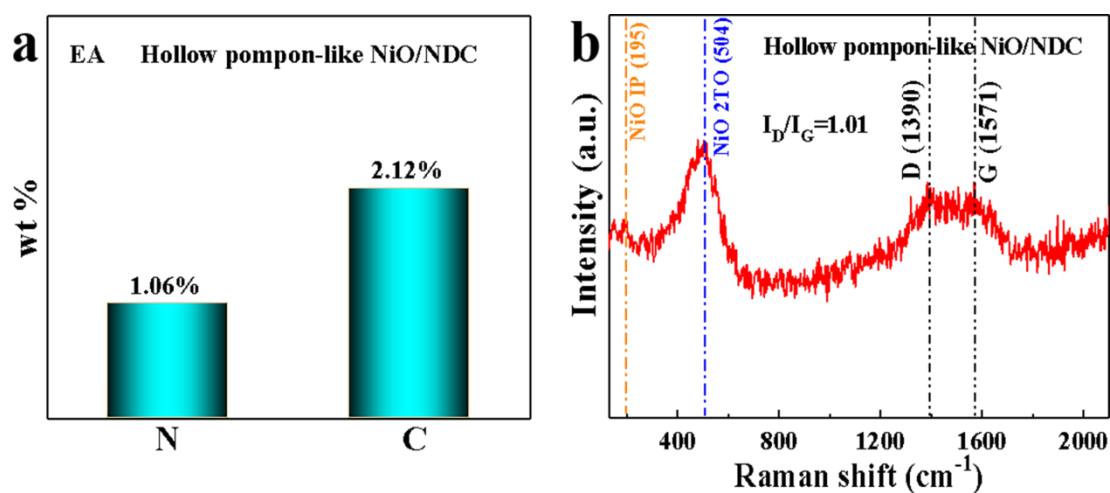 a
EA Hollow pompon-like NiO/NDC
wt %
1.06%
2.12%
N C
b
Hollow pompon-like NiO/NDC
I_D/I_G=1.01
NiO IP (195)
NiO 2TO (504)
D (1390)
G (1571)
Intensity (a.u.)
400 800 1200 1600 2000
Raman shift (cm⁻¹)